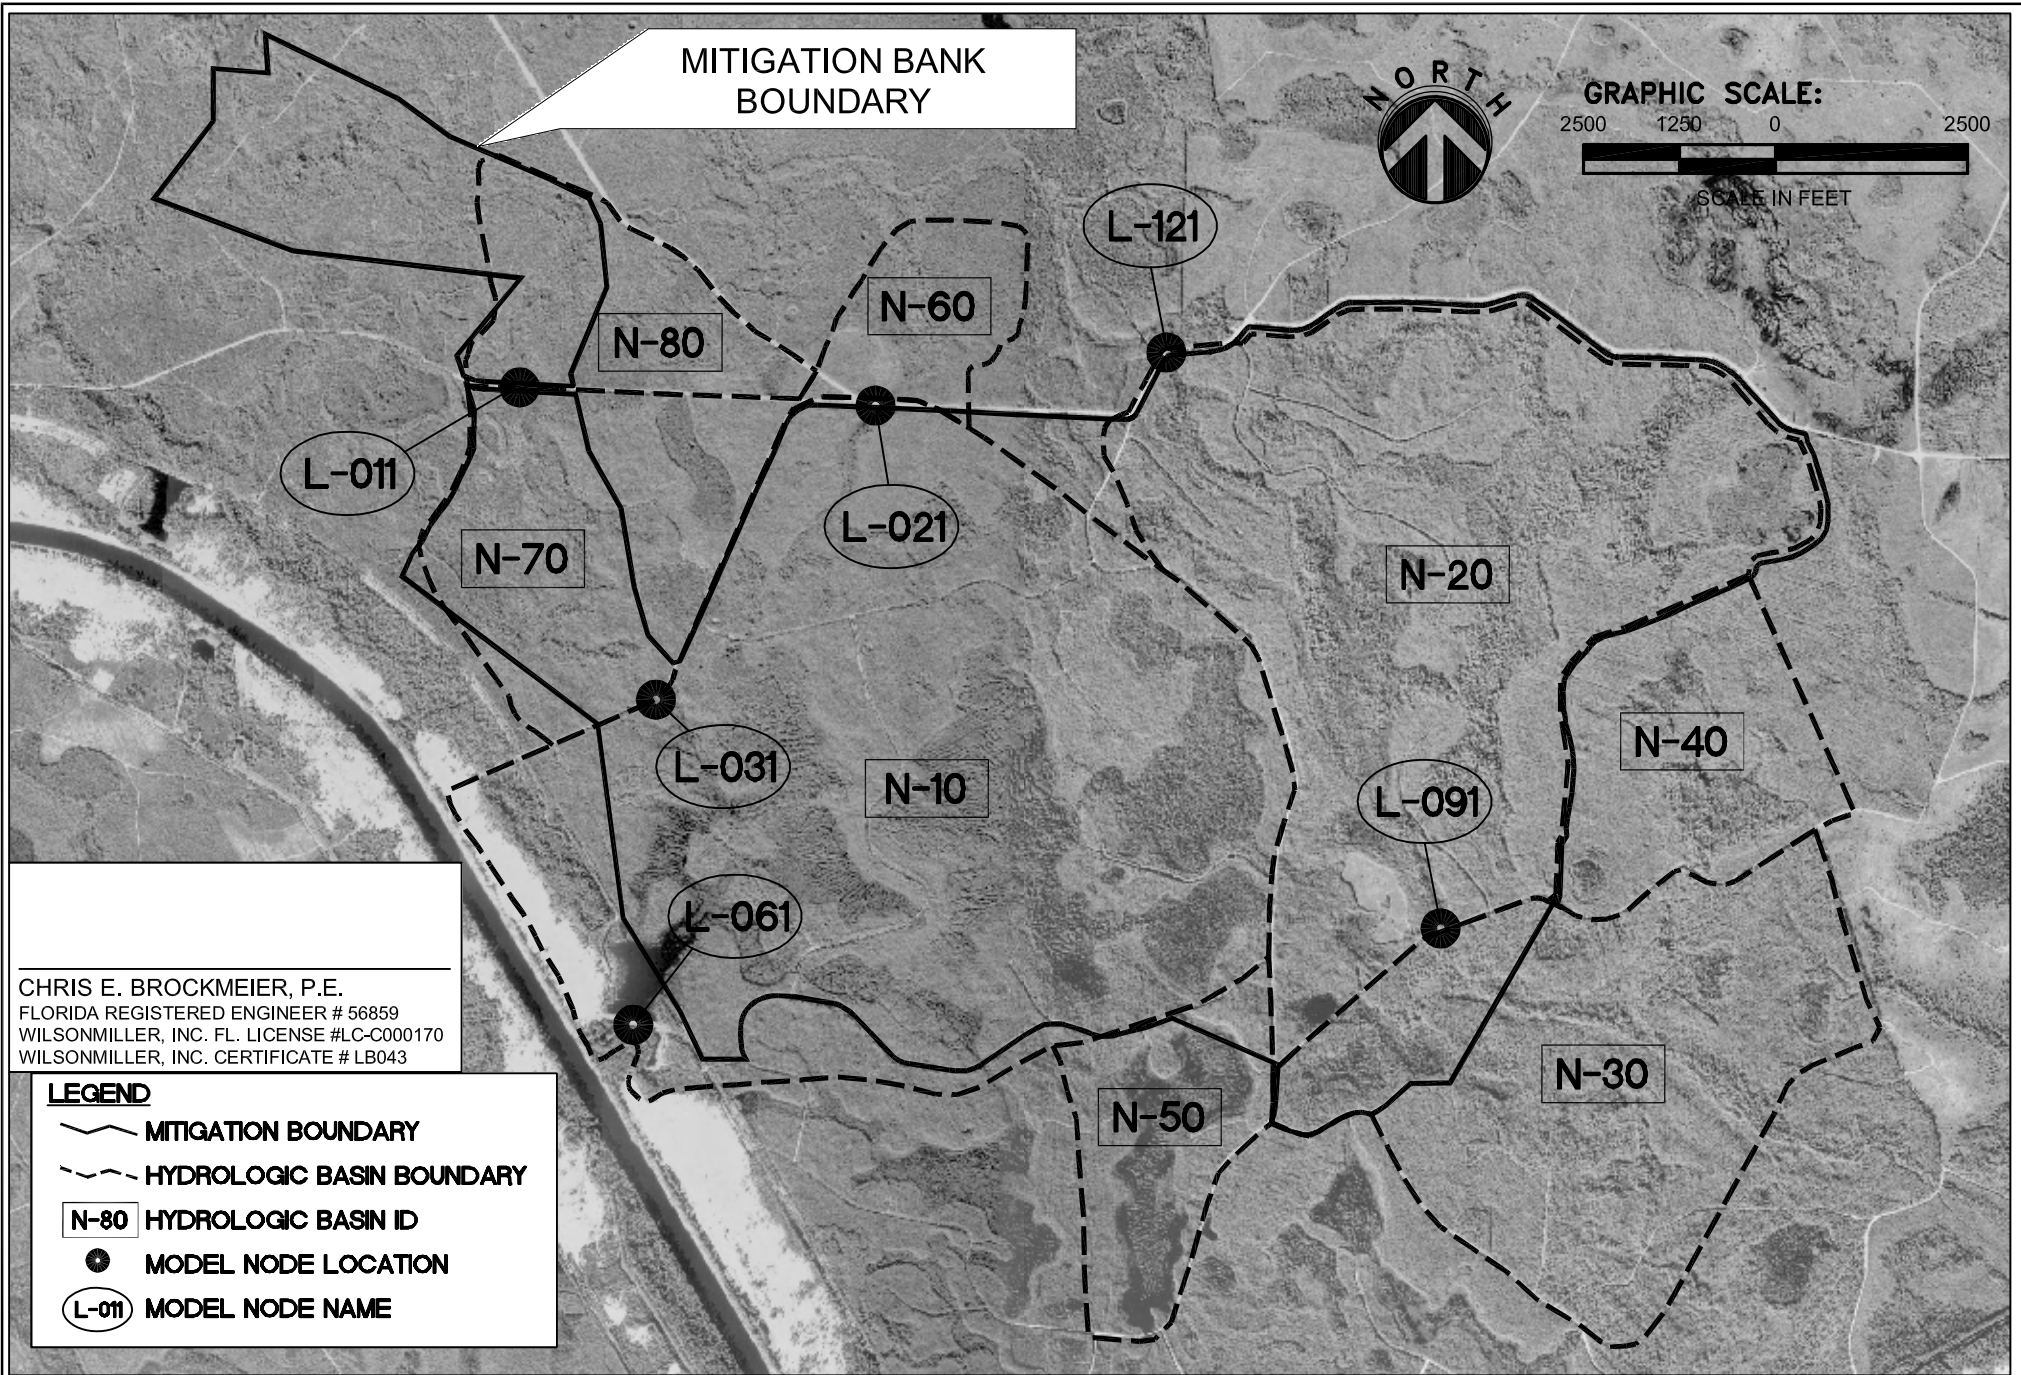 MITIGATION BANK
BOUNDARY
NORTH
GRAPHIC SCALE:
2500 1250 0 2500
SCALE IN FEET
L-121
N-60
N-80
L-011
L-021
N-70
N-20
L-031
N-10
N-40
L-091
L-061
N-30
N-50
CHRIS E. BROCKMEIER, P.E.
FLORIDA REGISTERED ENGINEER # 56859
WILSONMILLER, INC. FL. LICENSE #LC-C000170
WILSONMILLER, INC. CERTIFICATE # LB043
LEGEND
MITIGATION BOUNDARY
HYDROLOGIC BASIN BOUNDARY
N-80 HYDROLOGIC BASIN ID
MODEL NODE LOCATION
L-011 MODEL NODE NAME